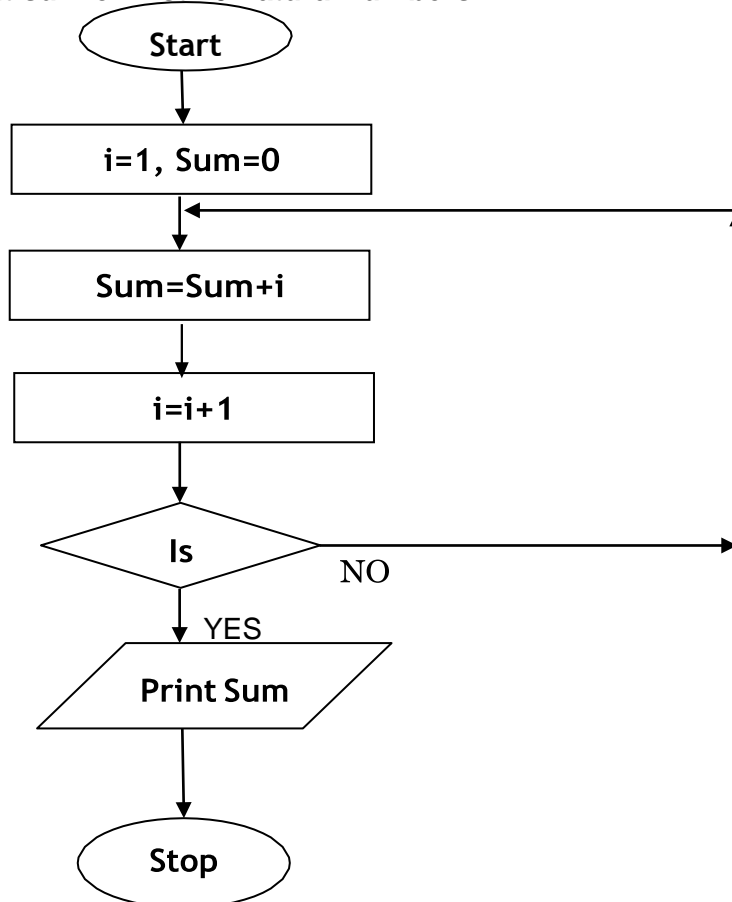 Start
i=1, Sum=0
Sum=Sum+i
i=i+1
Is
NO
YES
Print Sum
Stop